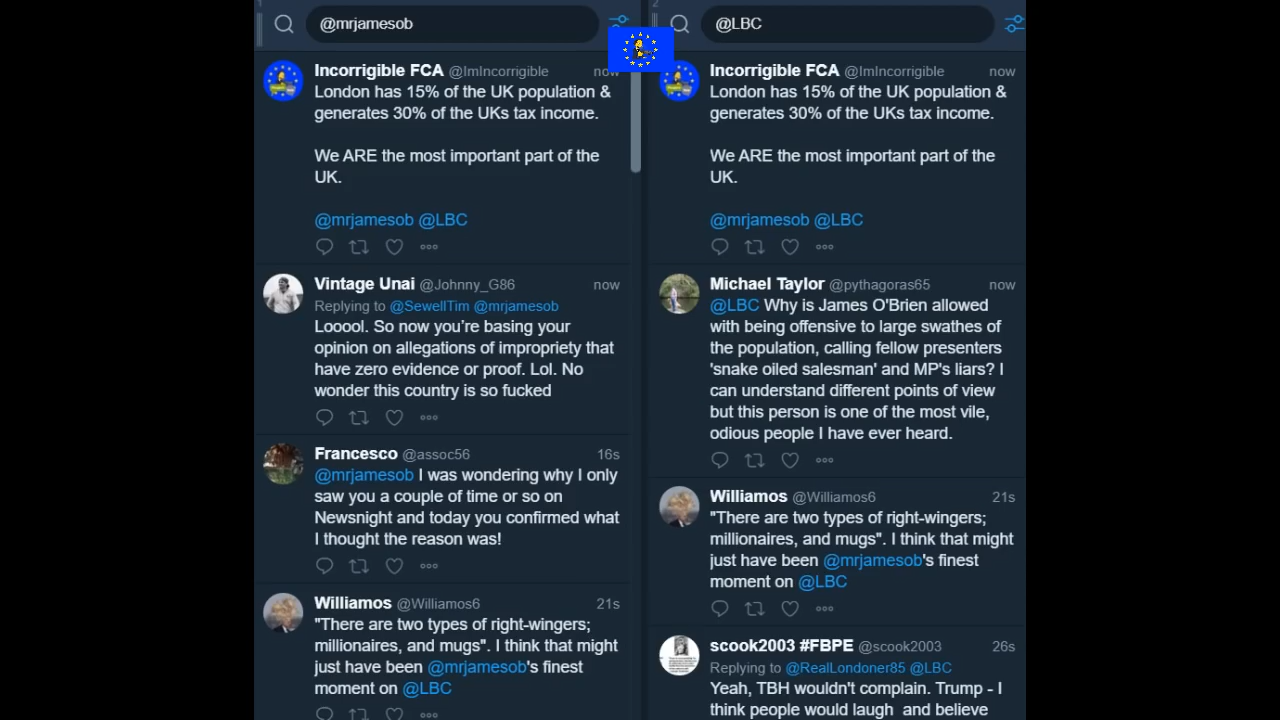 @mrjamesob
Incorrigible FCA @ImIncorrigible now
London has 15% of the UK population &
generates 30% of the UKs tax income.
We ARE the most important part of the
UK.
@mrjamesob @LBC
Vintage Unai @Johnny_G86 now
Replying to @SewellTim @mrjamesob
Looool. So now you're basing your
opinion on allegations of impropriety that
have zero evidence or proof. Lol. No
wonder this country is so fucked
Francesco @assoc56 16s
@mrjamesob I was wondering why I only
saw you a couple of time or so on
Newsnight and today you confirmed what
I thought the reason was!
Williamos @Williamos6 21s
"There are two types of right-wingers;
millionaires, and mugs". I think that might
just have been @mrjamesob's finest
moment on @LBC
2
@LBC
Incorrigible FCA @ImIncorrigible now
London has 15% of the UK population &
generates 30% of the UKs tax income.
We ARE the most important part of the
UK.
@mrjamesob @LBC
Michael Taylor @pythagoras65 now
@LBC Why is James O'Brien allowed
with being offensive to large swathes of
the population, calling fellow presenters
'snake oiled salesman' and MP's liars? I
can understand different points of view
but this person is one of the most vile,
odious people I have ever heard.
Williamos @Williamos6 21s
"There are two types of right-wingers;
millionaires, and mugs". I think that might
just have been @mrjamesob's finest
moment on @LBC
scook2003 #FBPE @scook2003 26s
Replying to @RealLondoner85 @LBC
Yeah, TBH wouldn't complain. Trump - I
think people would laugh and believe